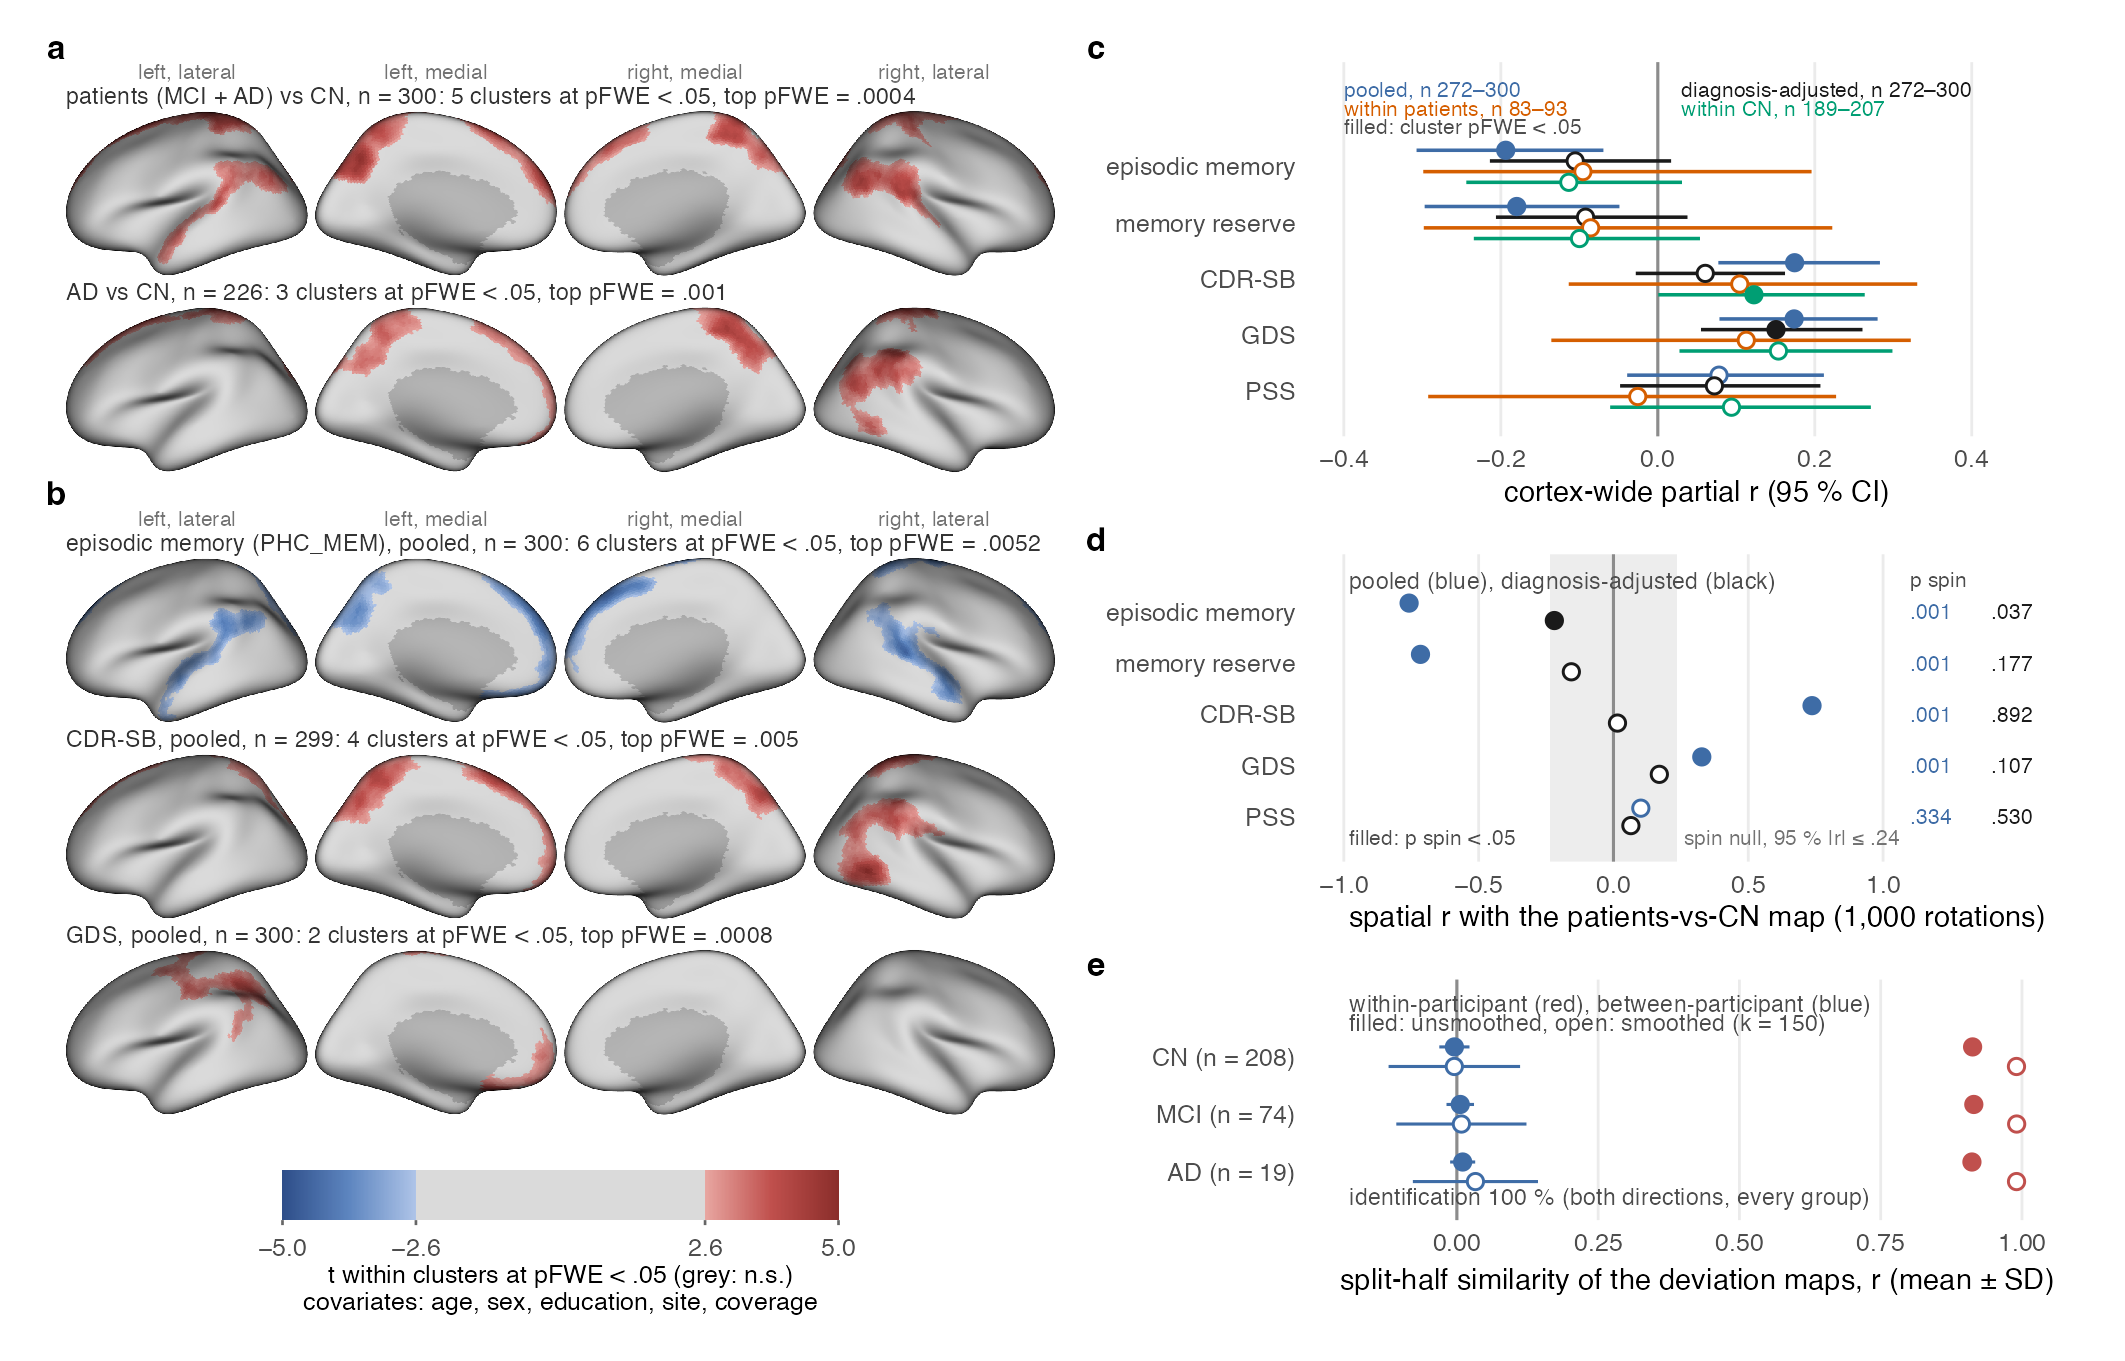 a
left, lateral
left, medial
right, medial
right, lateral
patients (MCI + AD) vs CN, n = 300: 5 clusters at pFWE < .05, top pFWE = .0004
AD vs CN, n = 226: 3 clusters at pFWE < .05, top pFWE = .001
b
left, lateral
left, medial
right, medial
right, lateral
episodic memory (PHC_MEM), pooled, n = 300: 6 clusters at pFWE < .05, top pFWE = .0052
CDR-SB, pooled, n = 299: 4 clusters at pFWE < .05, top pFWE = .005
GDS, pooled, n = 300: 2 clusters at pFWE < .05, top pFWE = .0008
−5.0
−2.6
2.6
5.0
t within clusters at pFWE < .05 (grey: n.s.)
covariates: age, sex, education, site, coverage
c
pooled, n 272–300
diagnosis-adjusted, n 272–300
within patients, n 83–93
within CN, n 189–207
filled: cluster pFWE < .05
episodic memory
memory reserve
CDR-SB
GDS
PSS
−0.4
−0.2
0.0
0.2
0.4
cortex-wide partial r (95 % CI)
d
pooled (blue), diagnosis-adjusted (black)
p spin
episodic memory
.001
.037
memory reserve
.001
.177
CDR-SB
.001
.892
GDS
.001
.107
PSS
.334
.530
filled: p spin < .05
spin null, 95 % |r| ≤ .24
−1.0
−0.5
0.0
0.5
1.0
spatial r with the patients-vs-CN map (1,000 rotations)
e
within-participant (red), between-participant (blue)
filled: unsmoothed, open: smoothed (k = 150)
CN (n = 208)
MCI (n = 74)
AD (n = 19)
identification 100 % (both directions, every group)
0.00
0.25
0.50
0.75
1.00
split-half similarity of the deviation maps, r (mean ± SD)